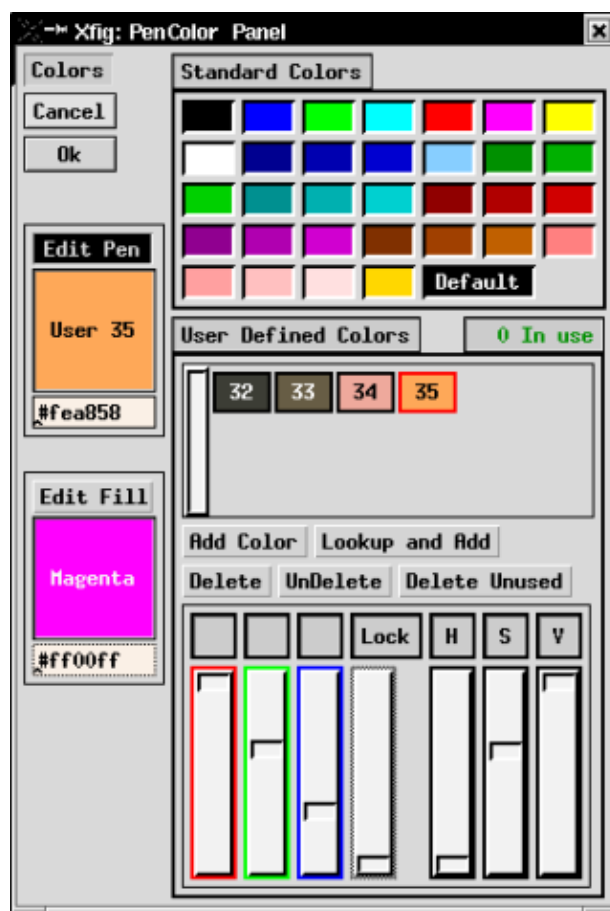 Xfig: PenColor Panel
Colors
Cancel
Ok
Edit Pen
User 35
#fea858
Edit Fill
Magenta
#ff00ff
Standard Colors
Default
User Defined Colors
0 In use
32 33 34 35
Add Color Lookup and Add
Delete UnDelete Delete Unused
Lock H S V